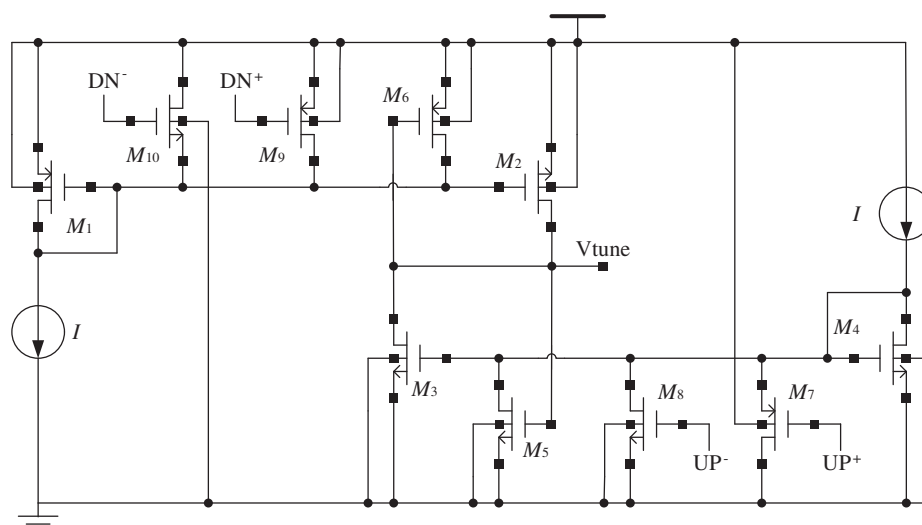 DN⁻
DN⁺
M₆
M₁₀
M₉
M₂
M₁
I
Vtune
I
M₄
M₃
M₈
M₇
M₅
UP⁻
UP⁺